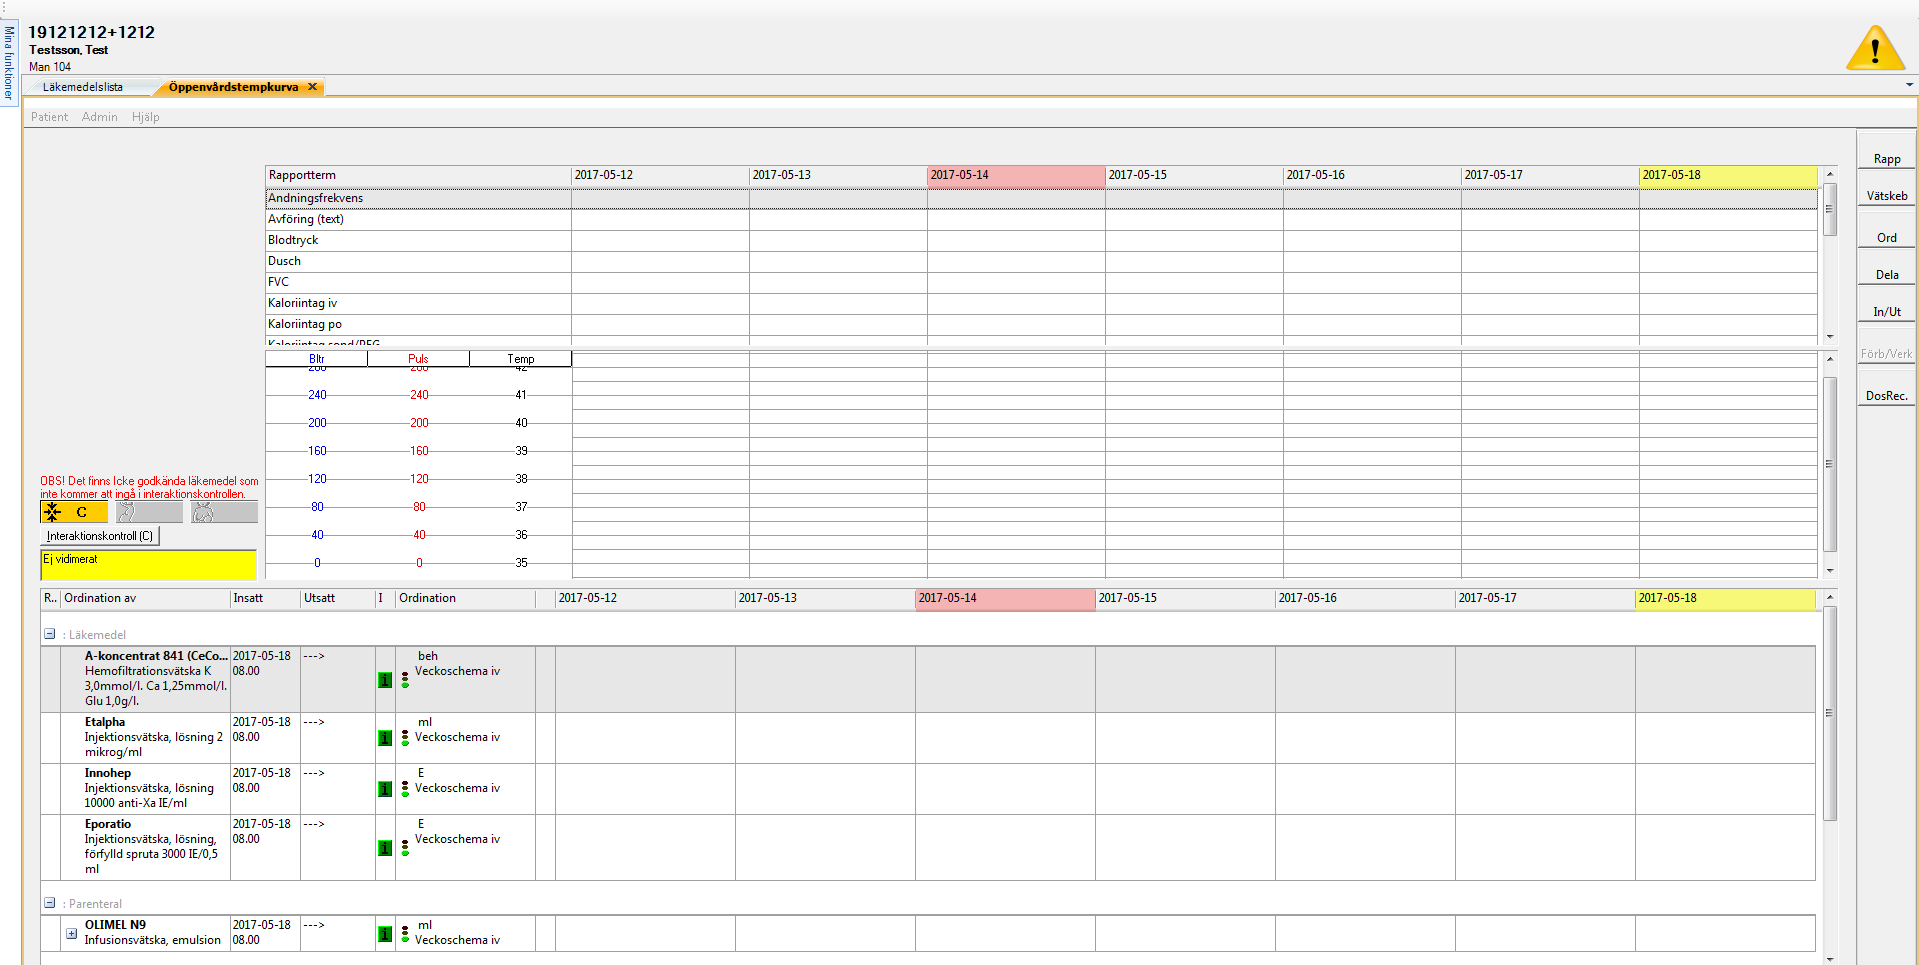 Mina funktioner
19121212+1212
Testsson, Test
Man 104
Läkemedelslista Öppenvårdstempkurva
Patient Admin Hjälp
Rapportterm 2017-05-12 2017-05-13 2017-05-14 2017-05-15 2017-05-16 2017-05-17 2017-05-18
Andningsfrekvens
Avföring (text)
Blodtryck
Dusch
FVC
Kaloriintag iv
Kaloriintag po
Kaloriintag sond/PEG
Rapp
Vätskeb
Ord
Dela
In/Ut
Förb/Verk
DosRec.
Bltr Puls Temp
280 280 42
240 240 41
200 200 40
160 160 39
120 120 38
80 80 37
40 40 36
0 0 35
OBS! Det finns Icke godkända läkemedel som
inte kommer att ingå i interaktionskontrollen.
C
Interaktionskontroll (C)
Ej vidimerat
R.. Ordination av Insatt Utsatt I Ordination 2017-05-12 2017-05-13 2017-05-14 2017-05-15 2017-05-16 2017-05-17 2017-05-18
: Läkemedel
A-koncentrat 841 (CeCo... 2017-05-18 ---> beh
Hemofiltrationsvätska K 08.00 i Veckoschema iv
3,0mmol/l. Ca 1,25mmol/l.
Glu 1,0g/l.
Etalpha 2017-05-18 ---> ml
Injektionsvätska, lösning 2 08.00 i Veckoschema iv
mikrog/ml
Innohep 2017-05-18 ---> E
Injektionsvätska, lösning 08.00 i Veckoschema iv
10000 anti-Xa IE/ml
Eporatio 2017-05-18 ---> E
Injektionsvätska, lösning, 08.00 i Veckoschema iv
förfylld spruta 3000 IE/0,5
ml
: Parenteral
OLIMEL N9 2017-05-18 ---> ml
Infusionsvätska, emulsion 08.00 i Veckoschema iv